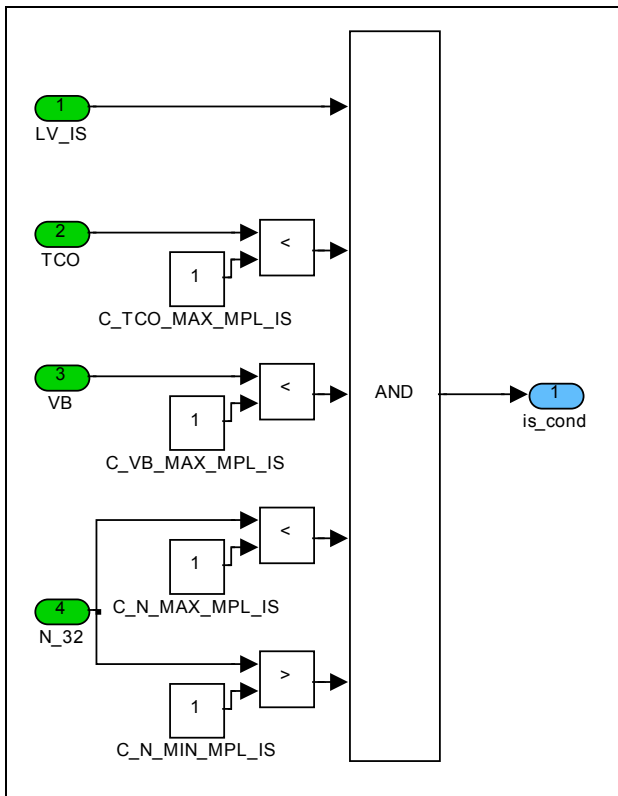 1
LV_IS
2
TCO
<
1
C_TCO_MAX_MPL_IS
3
VB
<
1
C_VB_MAX_MPL_IS
AND
1
is_cond
<
1
C_N_MAX_MPL_IS
4
N_32
>
1
C_N_MIN_MPL_IS